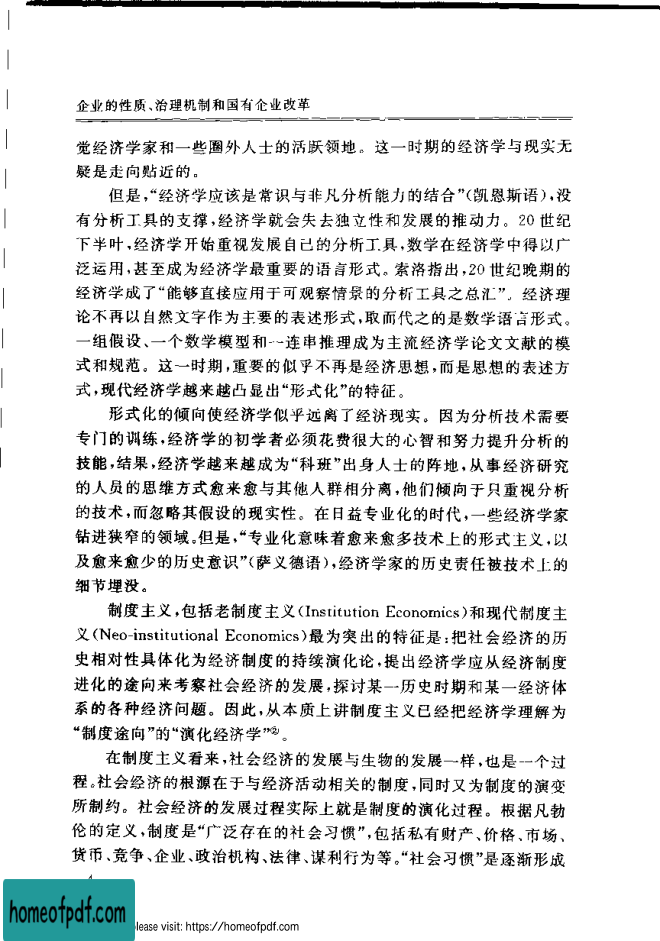 企业的性质、治理机制和国有企业改革
觉经济学家和一些圈外人士的活跃领地。这一时期的经济学与现实无
疑是走向贴近的。
但是,“经济学应该是常识与非凡分析能力的结合”(凯恩斯语),没
有分析工具的支撑,经济学就会失去独立性和发展的推动力。20 世纪
下半叶,经济学开始重视发展自己的分析工具,数学在经济学中得以广
泛运用,甚至成为经济学最重要的语言形式。索洛指出,20 世纪晚期的
经济学成了“能够直接应用于可观察情景的分析工具之总汇”。经济理
论不再以自然文字作为主要的表述形式,取而代之的是数学语言形式。
一组假设、一个数学模型和一连串推理成为主流经济学论文文献的模
式和规范。这一时期,重要的似乎不再是经济思想,而是思想的表述方
式,现代经济学越来越凸显出“形式化”的特征。
形式化的倾向使经济学似乎远离了经济现实。因为分析技术需要
专门的训练,经济学的初学者必须花费很大的心智和努力提升分析的
技能,结果,经济学越来越成为“科班”出身人士的阵地,从事经济研究
的人员的思维方式愈来愈与其他人群相分离,他们倾向于只重视分析
的技术,而忽略其假设的现实性。在日益专业化的时代,一些经济学家
钻进狭窄的领域。但是,“专业化意味着愈来愈多技术上的形式主义,以
及愈来愈少的历史意识”(萨义德语),经济学家的历史责任被技术上的
细节埋没。
制度主义,包括老制度主义(Institution Economics)和现代制度主
义(Neo-institutional Economics)最为突出的特征是:把社会经济的历
史相对性具体化为经济制度的持续演化论,提出经济学应从经济制度
进化的途向来考察社会经济的发展,探讨某一历史时期和某一经济体
系的各种经济问题。因此,从本质上讲制度主义已经把经济学理解为
“制度途向”的“演化经济学”②。
在制度主义看来,社会经济的发展与生物的发展一样,也是一个过
程。社会经济的根源在于与经济活动相关的制度,同时又为制度的演变
所制约。社会经济的发展过程实际上就是制度的演化过程。根据凡勃
伦的定义,制度是“广泛存在的社会习惯”,包括私有财产、价格、市场、
货币、竞争、企业、政治机构、法律、谋利行为等。“社会习惯”是逐渐形成
homeofpdf.com
please visit: https://homeofpdf.com